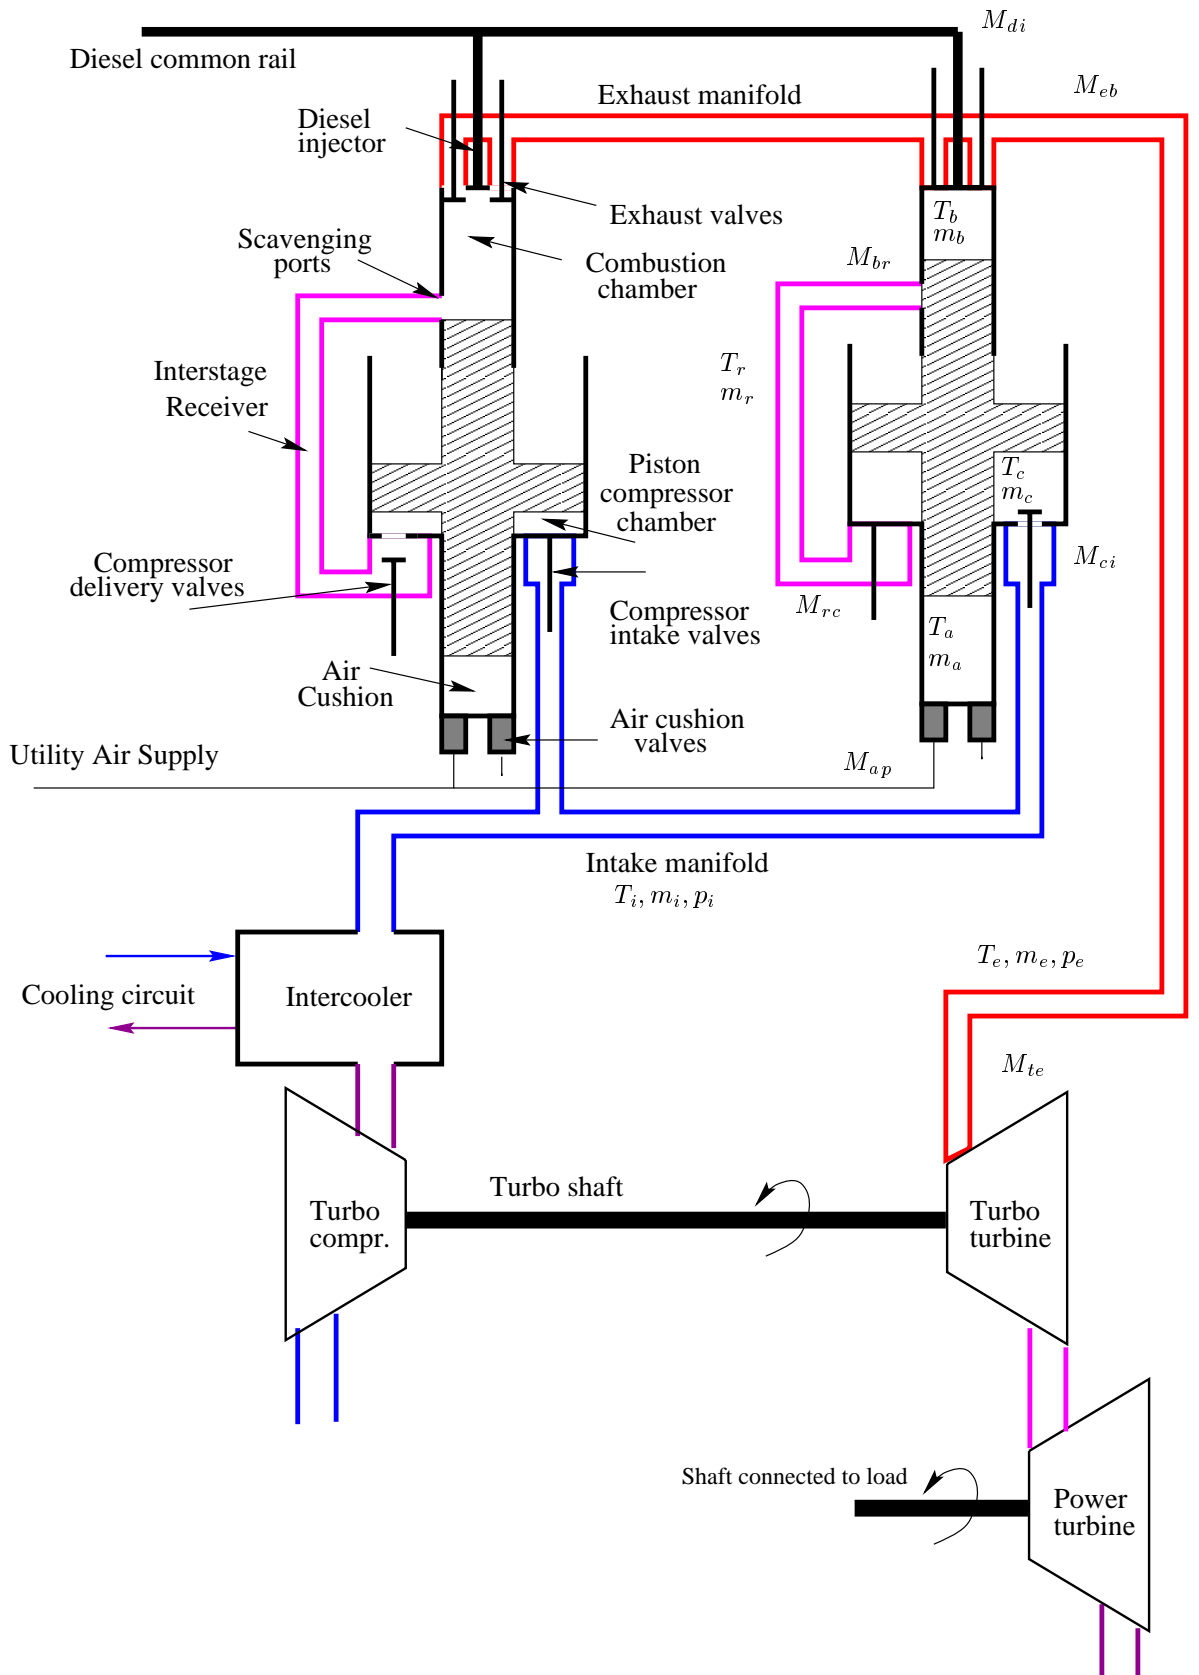 M_{di}
Diesel common rail
M_{eb}
Exhaust manifold
Diesel
injector
T_b
m_b
Exhaust valves
Scavenging
ports
M_{br}
Combustion
chamber
Interstage
Receiver
T_r
m_r
Piston
compressor
chamber
T_c
m_c
Compressor
delivery valves
M_{ci}
M_{rc}
Compressor
intake valves
T_a
m_a
Air
Cushion
Air cushion
valves
Utility Air Supply
M_{ap}
Intake manifold
T_i, m_i, p_i
T_e, m_e, p_e
Cooling circuit
Intercooler
M_{te}
Turbo shaft
Turbo
compr.
Turbo
turbine
Shaft connected to load
Power
turbine